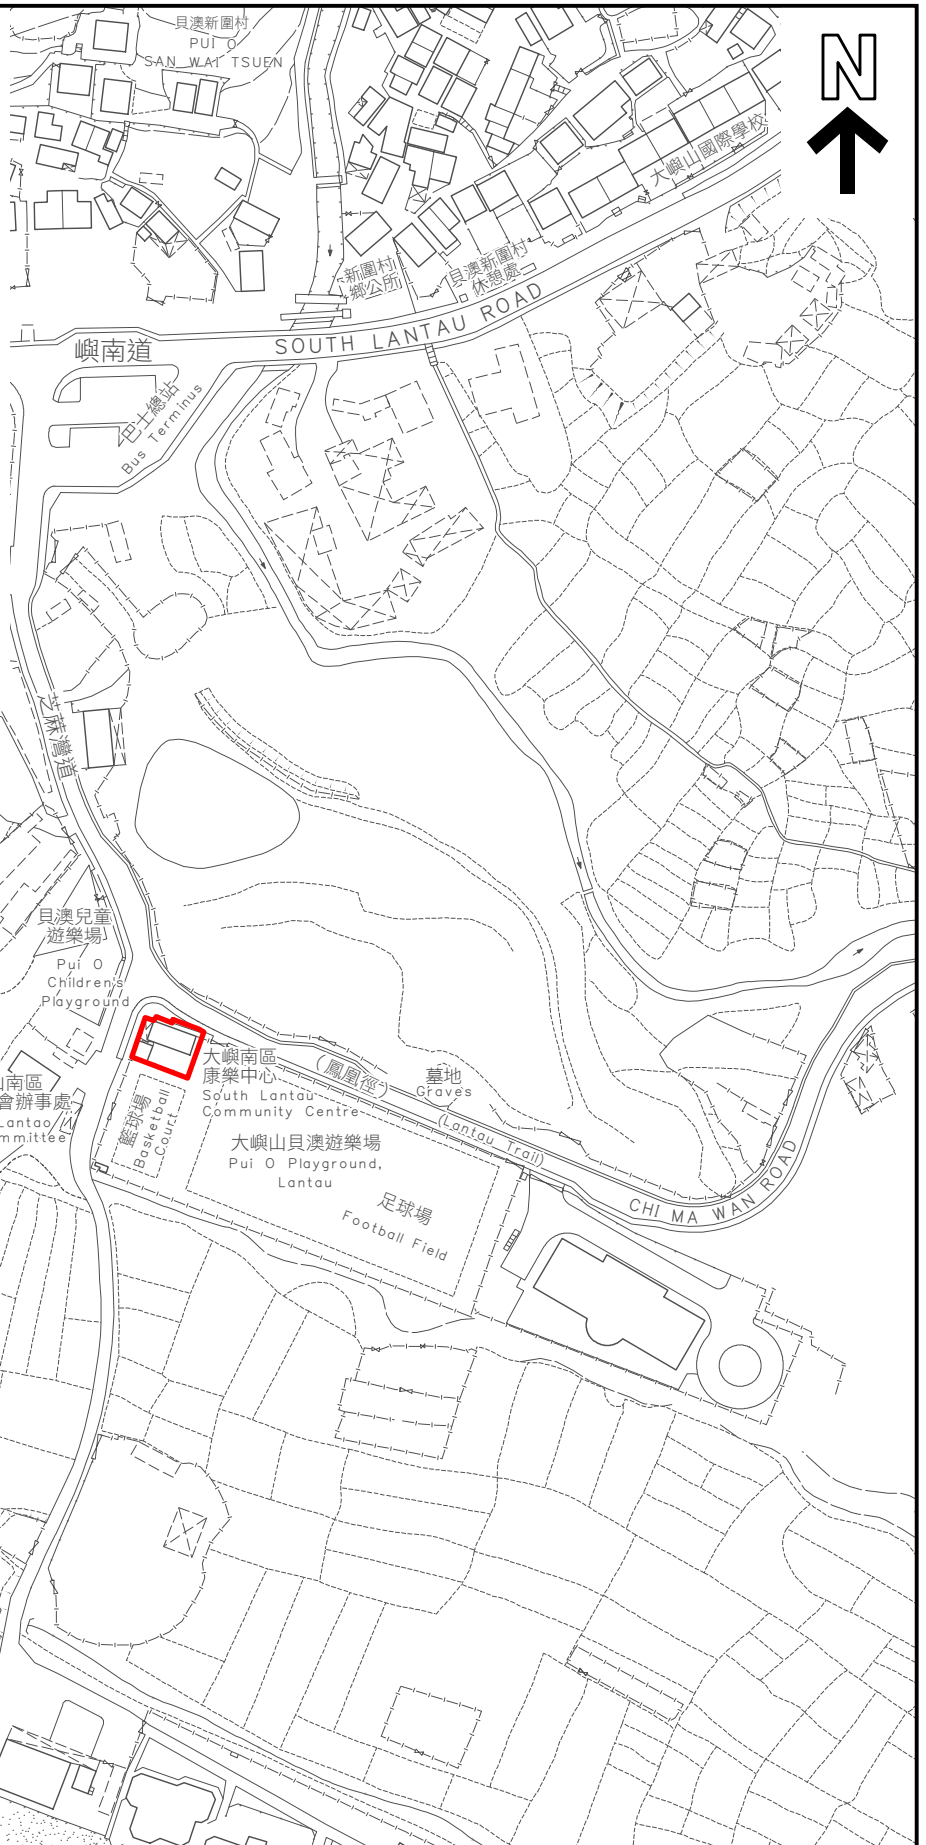 貝澳新圍村
PUI O
SAN WAI TSUEN
N
大嶼山國際學校
新圍村
鄉公所
貝澳新圍村
休憩處
SOUTH LANTAU ROAD
嶼南道
巴士總站
Bus Terminus
芝蔴灣道
貝澳兒童
遊樂場
Pui O
Children's
Playground
大嶼南區
康樂中心
South Lantau
Community Centre
(鳳凰徑)
(Lantau Trail)
墓地
Graves
山南區
會辦事處
Lantao
mmittee
籃球場
Basketball
Court
大嶼山貝澳遊樂場
Pui O Playground,
Lantau
足球場
Football Field
CHI MA WAN ROAD